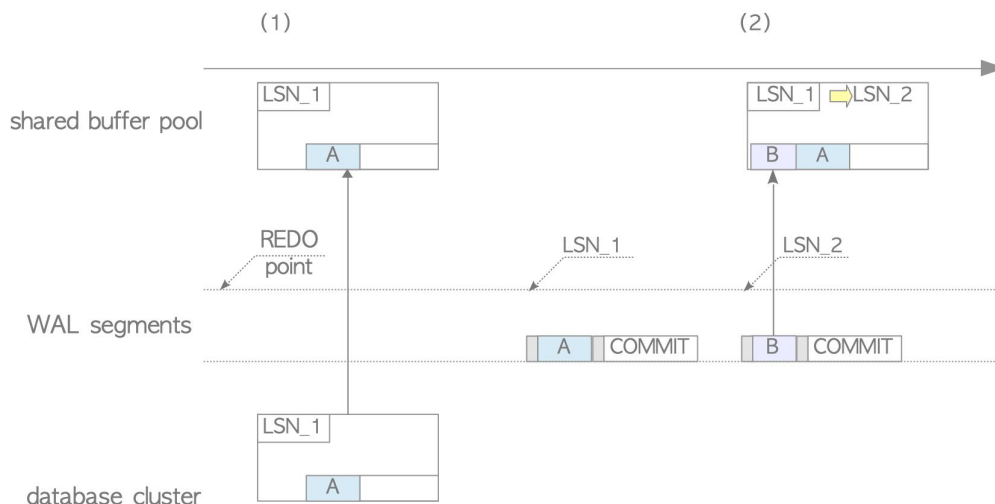 (1)
(2)
LSN_1
LSN_1 LSN_2
shared buffer pool
A
B A
REDO
point
LSN_1
LSN_2
WAL segments
A COMMIT
B COMMIT
LSN_1
A
database cluster